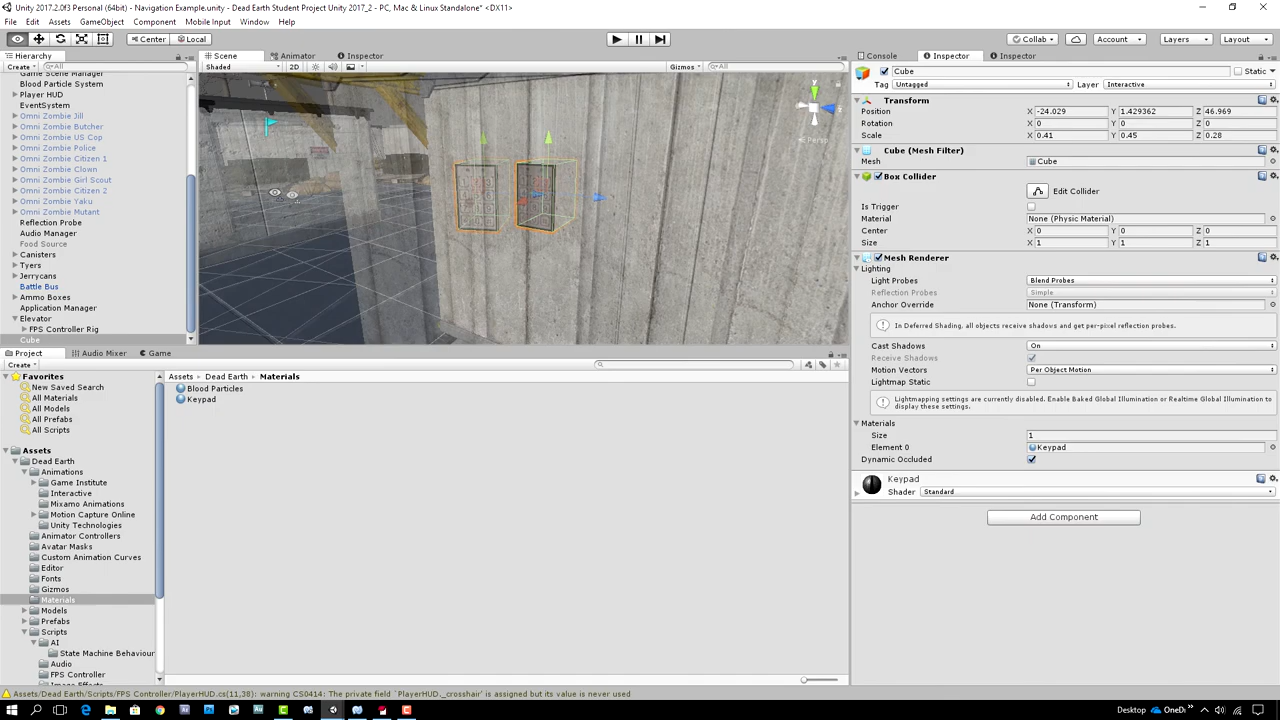 Unity 2017.2.0f3 Personal (64bit) - Navigation Example.unity - Dead Earth Student Project Unity 2017_2 - PC, Mac & Linux Standalone* <DX11>
File Edit Assets GameObject Component Mobile Input Window Help
Center Local Collab Account Layers Layout
Hierarchy Scene Animator Inspector Console Inspector Inspector
Create All Shaded 2D Gizmos All
Game Scene Manager
Blood Particle System
Player HUD
EventSystem
Omni Zombie Jill
Omni Zombie Butcher
Omni Zombie US Cop
Omni Zombie Police
Omni Zombie Citizen 1
Omni Zombie Clown
Omni Zombie Girl Scout
Omni Zombie Citizen 2
Omni Zombie Yaku
Omni Zombie Mutant
Reflection Probe
Audio Manager
Food Source
Canisters
Tyers
Jerrycans
Battle Bus
Ammo Boxes
Application Manager
Elevator
FPS Controller Rig
Cube
y
Persp
Cube Static
Tag Untagged Layer Interactive
Transform
Position X -24.029 Y 1.429362 Z 46.969
Rotation X 0 Y 0 Z 0
Scale X 0.41 Y 0.45 Z 0.28
Cube (Mesh Filter)
Mesh Cube
Box Collider
Edit Collider
Is Trigger
Material None (Physic Material)
Center X 0 Y 0 Z 0
Size X 1 Y 1 Z 1
Mesh Renderer
Lighting
Light Probes Blend Probes
Reflection Probes Simple
Anchor Override None (Transform)
In Deferred Shading, all objects receive shadows and get per-pixel reflection probes.
Cast Shadows On
Receive Shadows
Motion Vectors Per Object Motion
Lightmap Static
Lightmapping settings are currently disabled. Enable Baked Global Illumination or Realtime Global Illumination to
display these settings.
Materials
Size 1
Element 0 Keypad
Dynamic Occluded
Keypad
Shader Standard
Add Component
Project Audio Mixer Game
Create
Favorites
New Saved Search
All Materials
All Models
All Prefabs
All Scripts
Assets
Dead Earth
Animations
Game Institute
Interactive
Mixamo Animations
Motion Capture Online
Unity Technologies
Animator Controllers
Avatar Masks
Custom Animation Curves
Editor
Fonts
Gizmos
Materials
Models
Prefabs
Scripts
AI
State Machine Behaviour
Audio
FPS Controller
Image Effects
Assets Dead Earth Materials
Blood Particles
Keypad
Assets/Dead Earth/Scripts/FPS Controller/PlayerHUD.cs(11,38): warning CS0414: The private field `PlayerHUD._crosshair' is assigned but its value is never used
Desktop OneDr